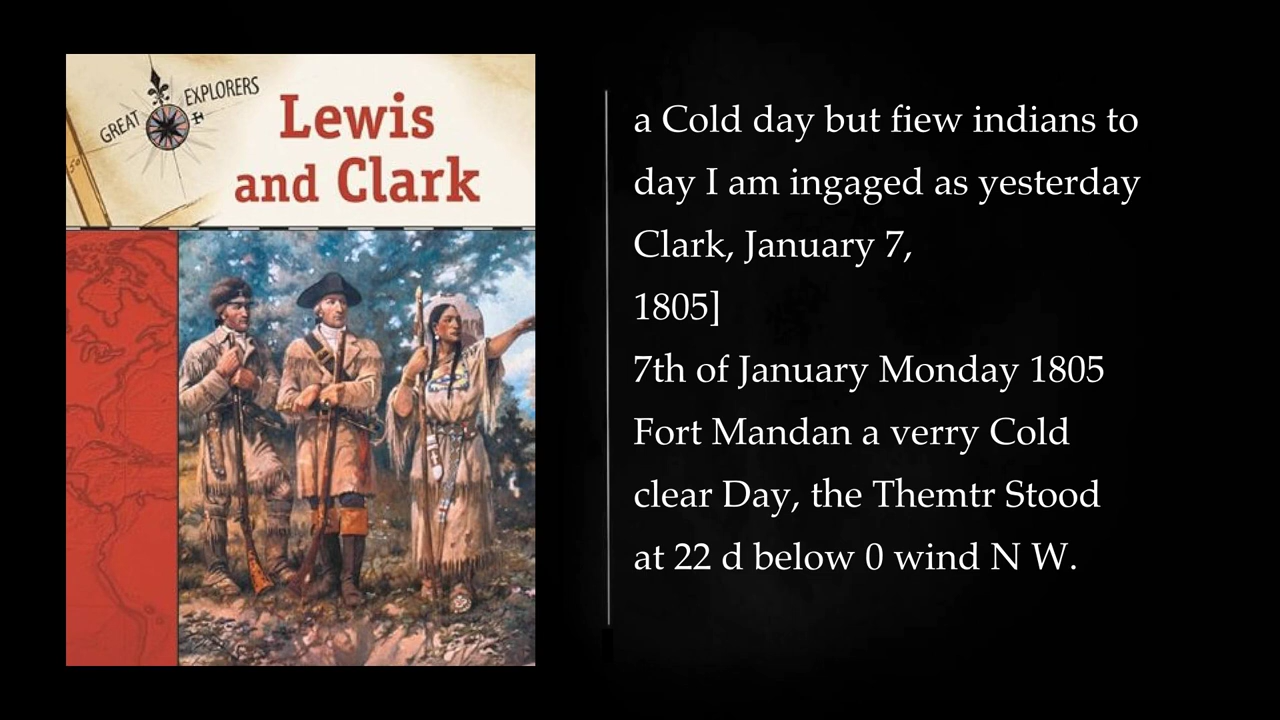 GREAT EXPLORERS
Lewis
and Clark
50
a Cold day but fiew indians to
day I am ingaged as yesterday
Clark, January 7,
1805]
7th of January Monday 1805
Fort Mandan a verry Cold
clear Day, the Themtr Stood
at 22 d below 0 wind N W.